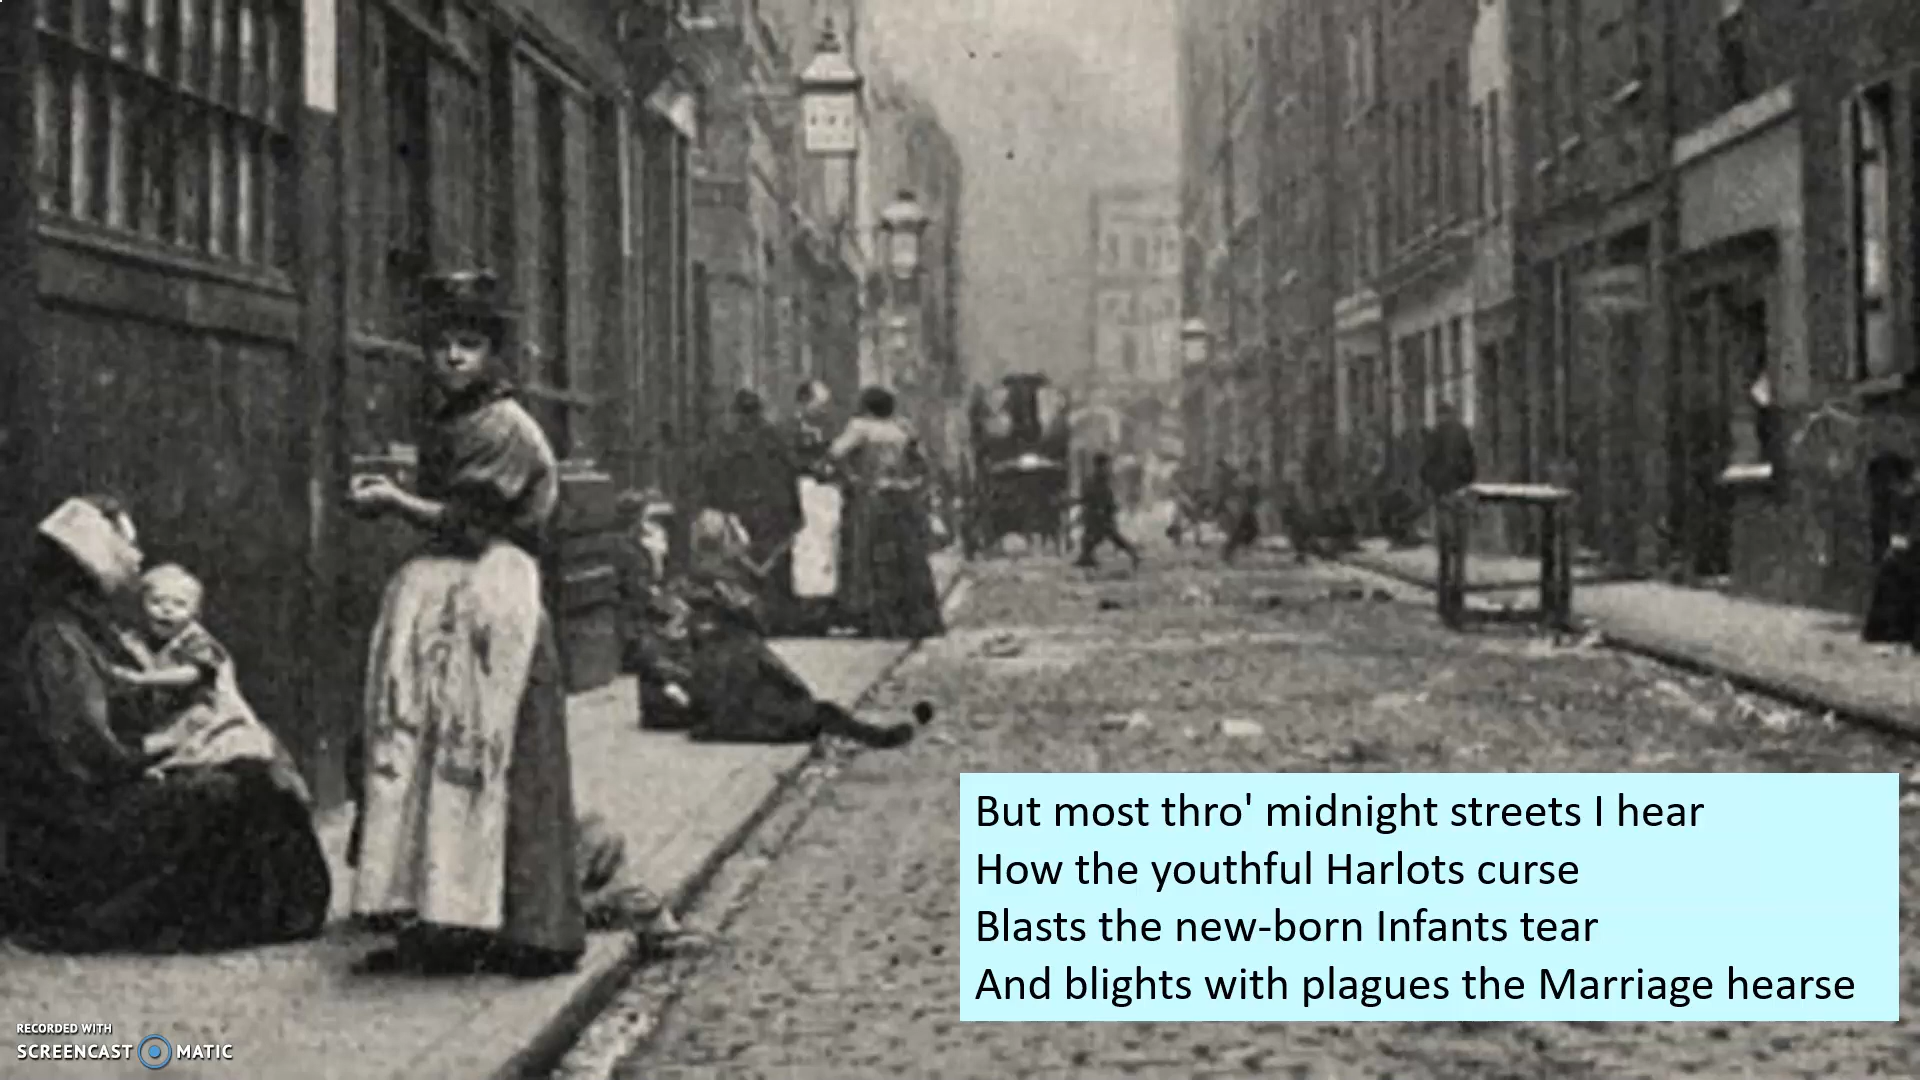 But most thro' midnight streets I hear
How the youthful Harlots curse
Blasts the new-born Infants tear
And blights with plagues the Marriage hearse
RECORDED WITH
SCREENCAST MATIC